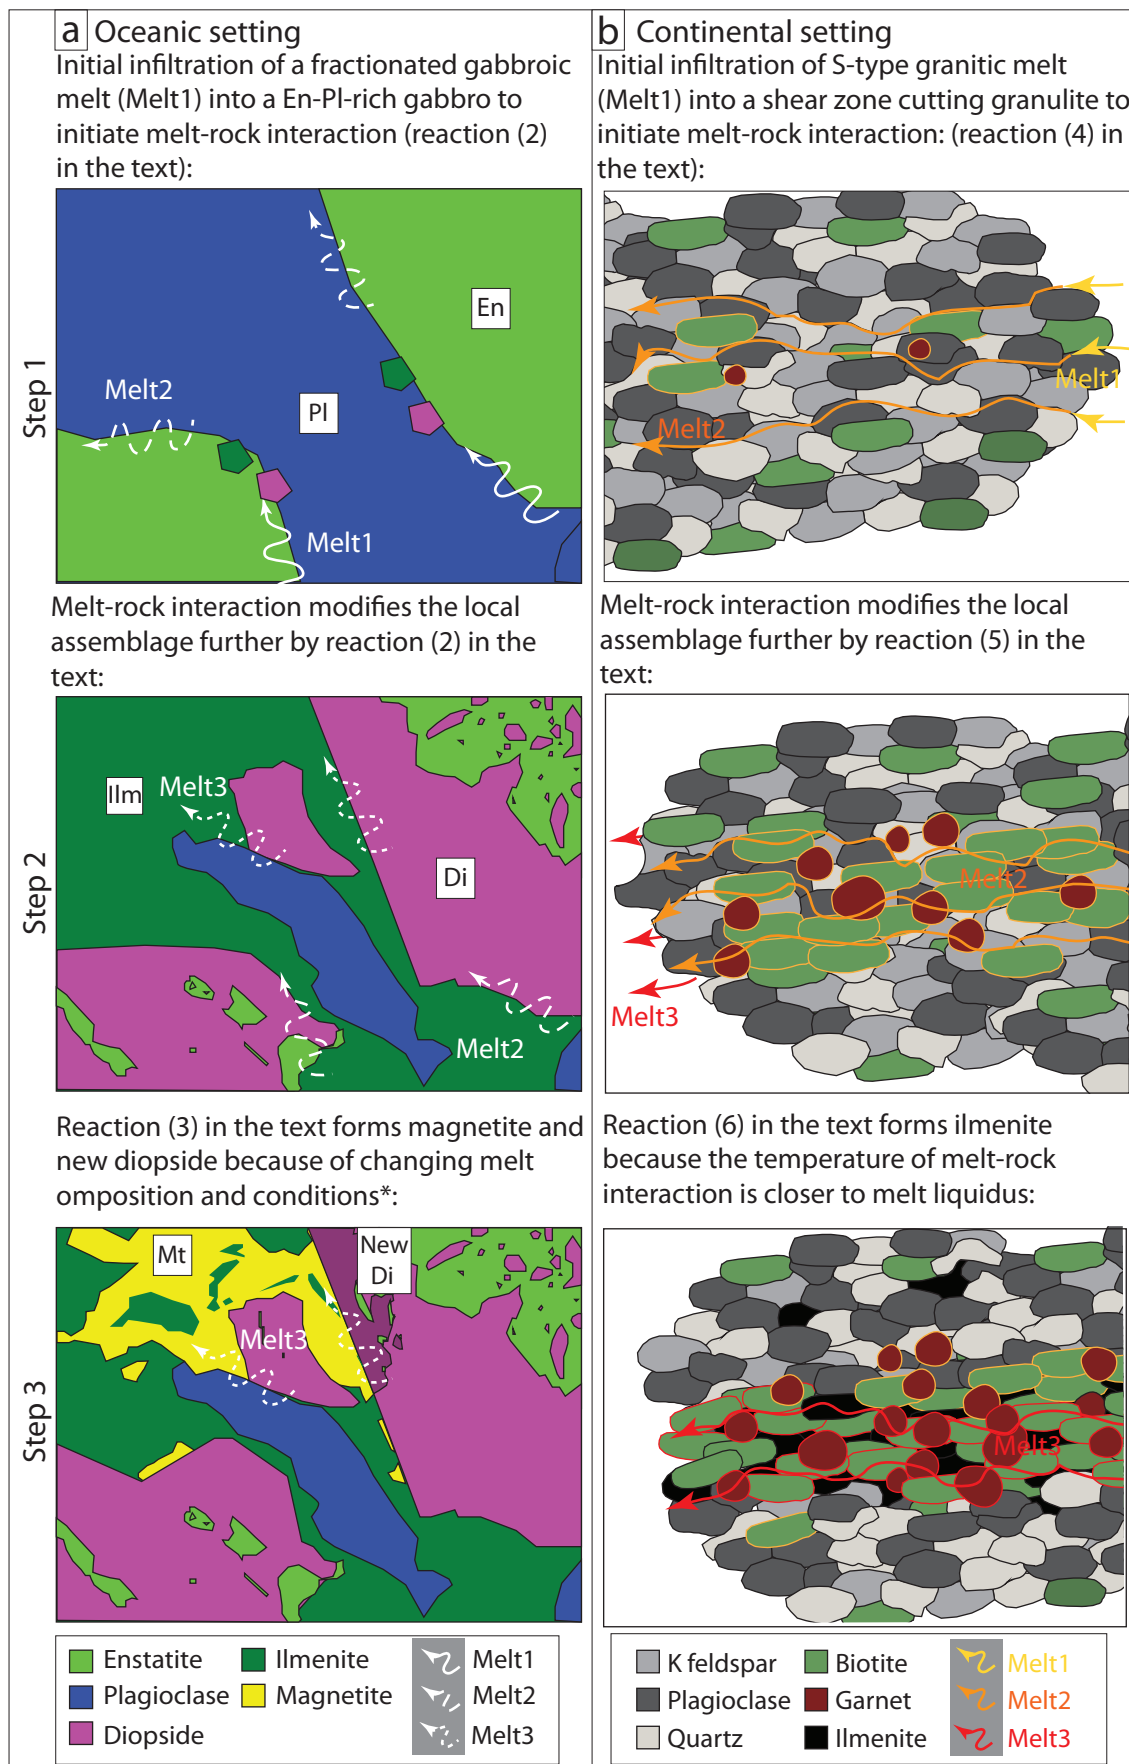 a Oceanic setting
Initial infiltration of a fractionated gabbroic
melt (Melt1) into a En-Pl-rich gabbro to
initiate melt-rock interaction (reaction (2)
in the text):
Step 1
En
Pl
Melt2
Melt1
Melt-rock interaction modifies the local
assemblage further by reaction (2) in the
text:
Step 2
Ilm
Melt3
Di
Melt2
Reaction (3) in the text forms magnetite and
new diopside because of changing melt
omposition and conditions*:
Step 3
Mt
New
Di
Melt3
Enstatite
Plagioclase
Diopside
Ilmenite
Magnetite
Melt1
Melt2
Melt3
b Continental setting
Initial infiltration of S-type granitic melt
(Melt1) into a shear zone cutting granulite to
initiate melt-rock interaction: (reaction (4) in
the text):
Melt1
Melt2
Melt-rock interaction modifies the local
assemblage further by reaction (5) in the
text:
Melt2
Melt3
Reaction (6) in the text forms ilmenite
because the temperature of melt-rock
interaction is closer to melt liquidus:
Melt3
K feldspar
Plagioclase
Quartz
Biotite
Garnet
Ilmenite
Melt1
Melt2
Melt3